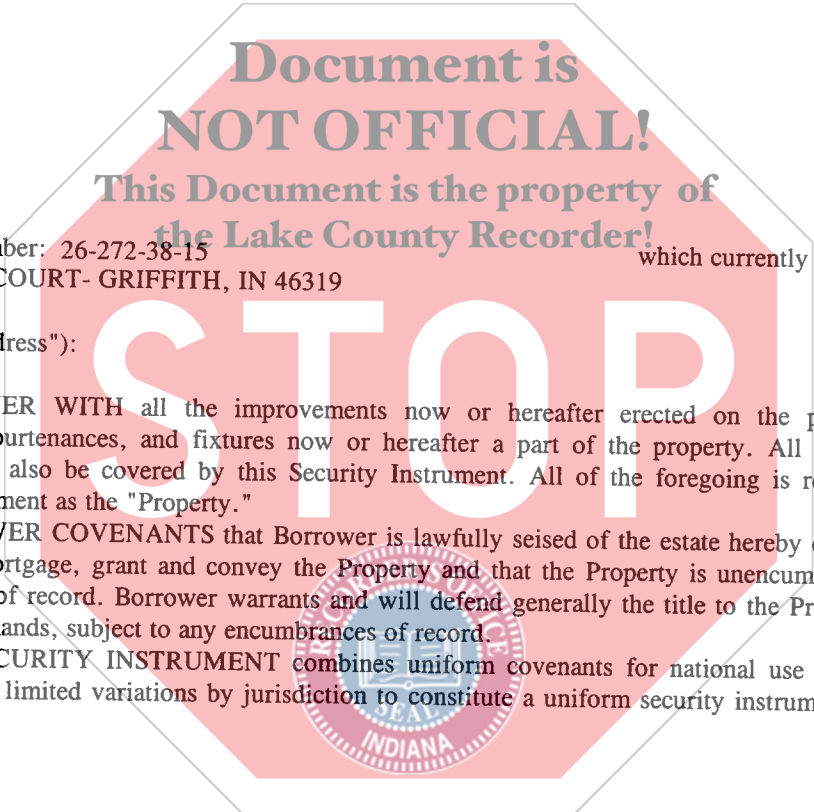 Document is
NOT OFFICIAL!
This Document is the property of
the Lake County Recorder!
ber: 26-272-38-15 which currently
COURT- GRIFFITH, IN 46319
dress"):
STOP
ER WITH all the improvements now or hereafter erected on the p
purtenances, and fixtures now or hereafter a part of the property. All
also be covered by this Security Instrument. All of the foregoing is r
ment as the "Property."
VER COVENANTS that Borrower is lawfully seised of the estate hereby
ortgage, grant and convey the Property and that the Property is unencum
of record. Borrower warrants and will defend generally the title to the Pr
ands, subject to any encumbrances of record.
CURITY INSTRUMENT combines uniform covenants for national use
limited variations by jurisdiction to constitute a uniform security instrum
RECORDER'S OFFICE
SEAL
INDIANA